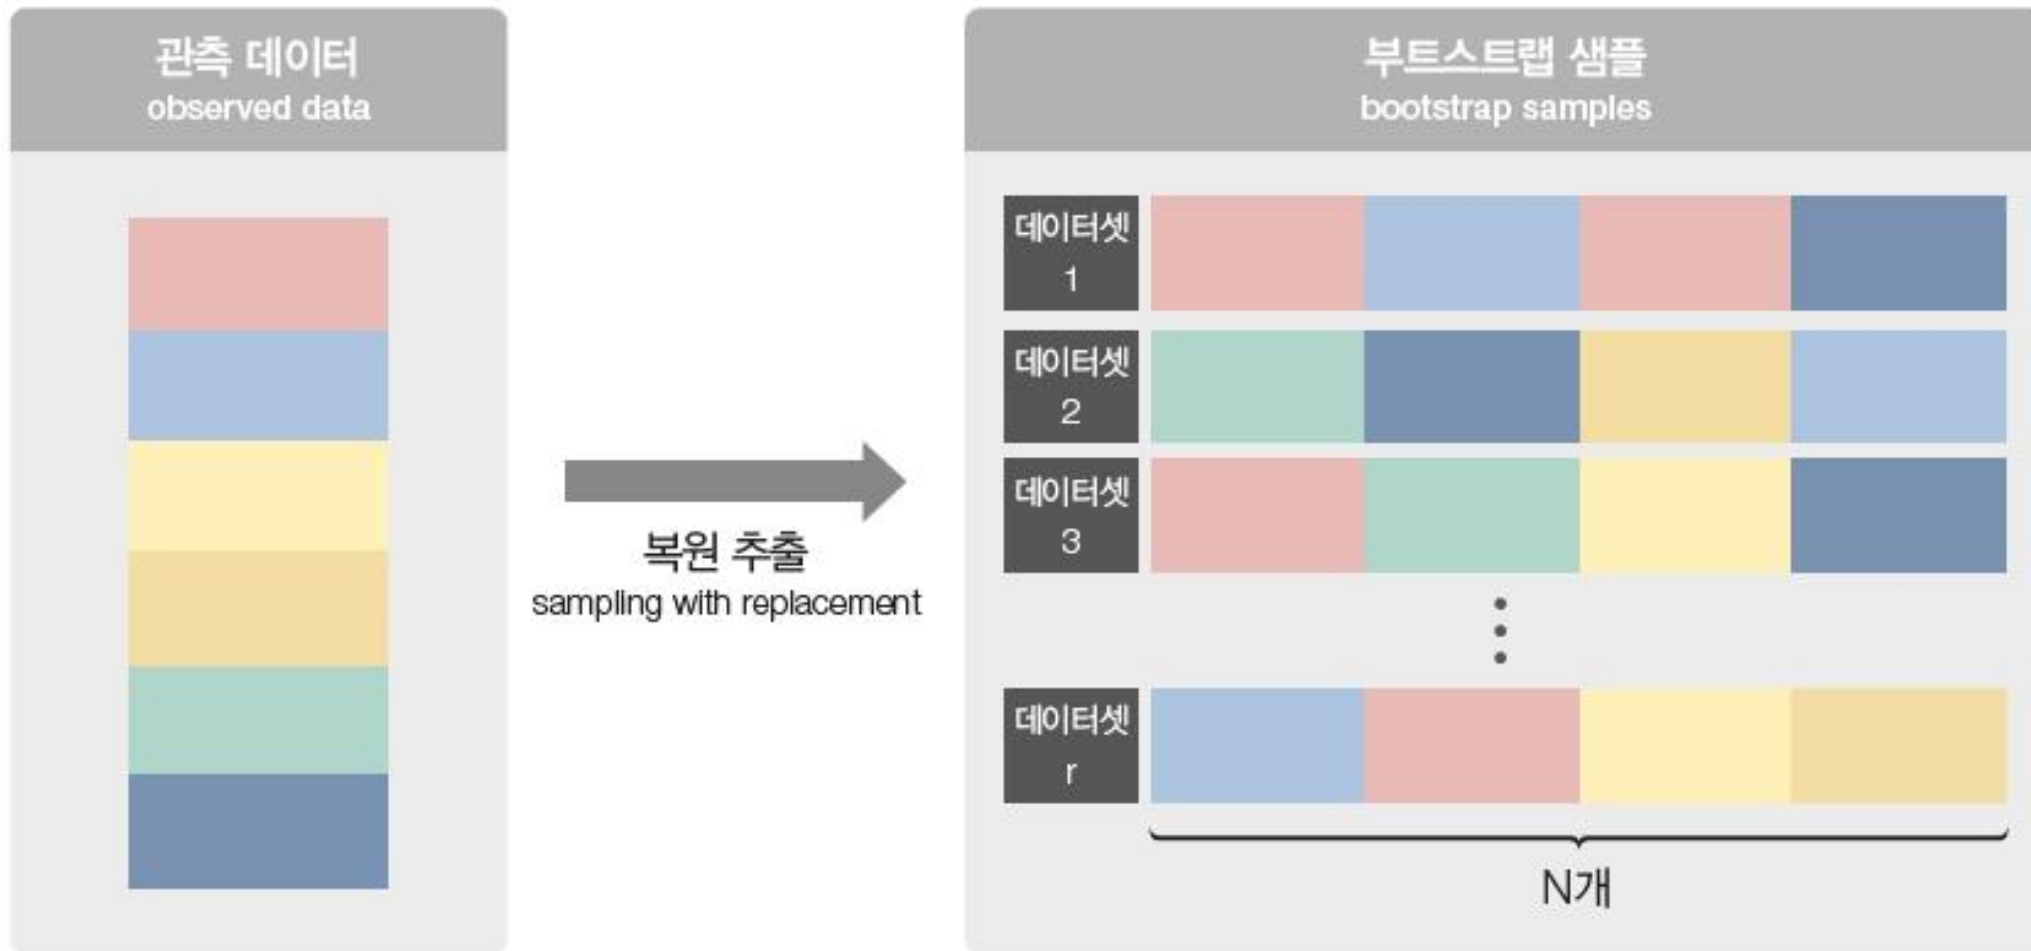 관측 데이터
observed data
복원 추출
sampling with replacement
부트스트랩 샘플
bootstrap samples
데이터셋
1
데이터셋
2
데이터셋
3
데이터셋
r
N개